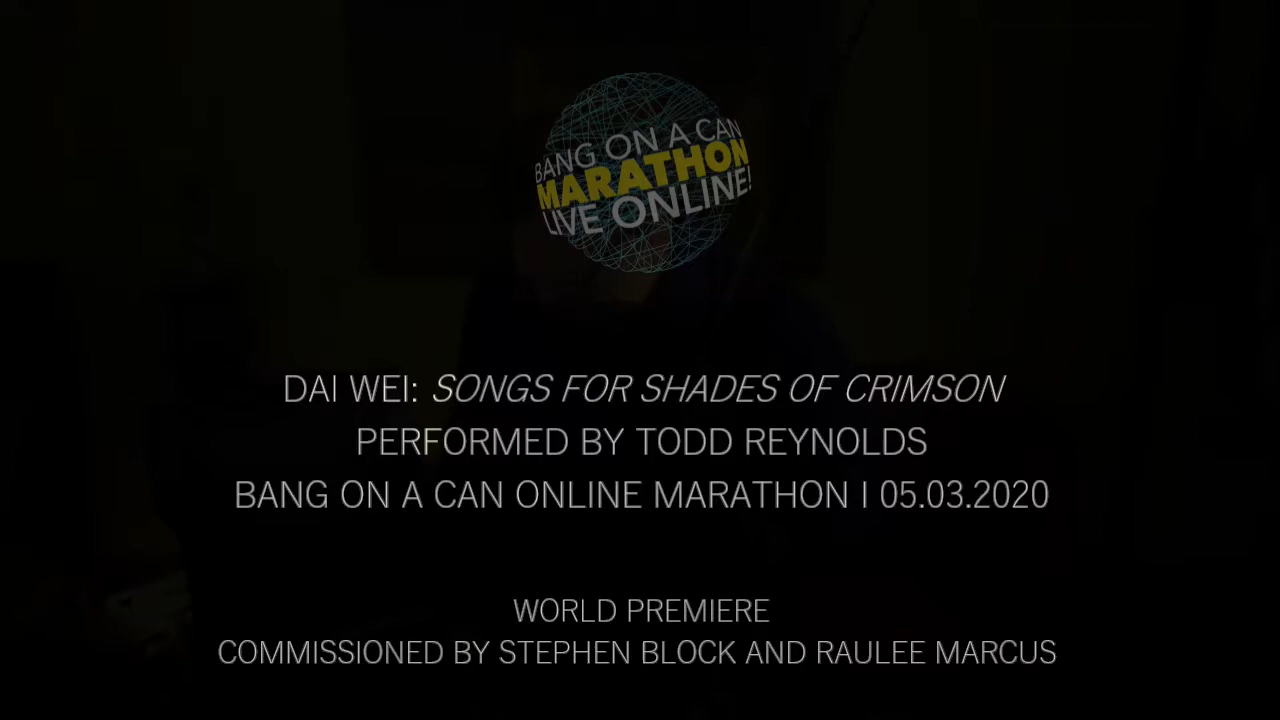 BANG ON A CAN
MARATHON
LIVE ONLINE!
DAI WEI: SONGS FOR SHADES OF CRIMSON
PERFORMED BY TODD REYNOLDS
BANG ON A CAN ONLINE MARATHON I 05.03.2020
WORLD PREMIERE
COMMISSIONED BY STEPHEN BLOCK AND RAULEE MARCUS